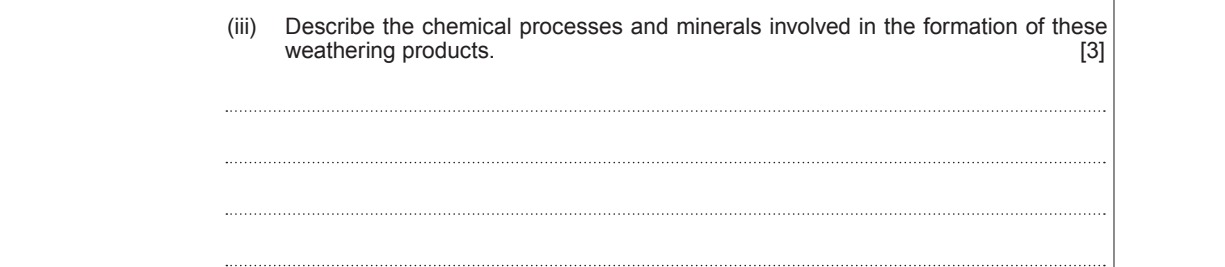 (iii) Describe the chemical processes and minerals involved in the formation of these
weathering products. [3]